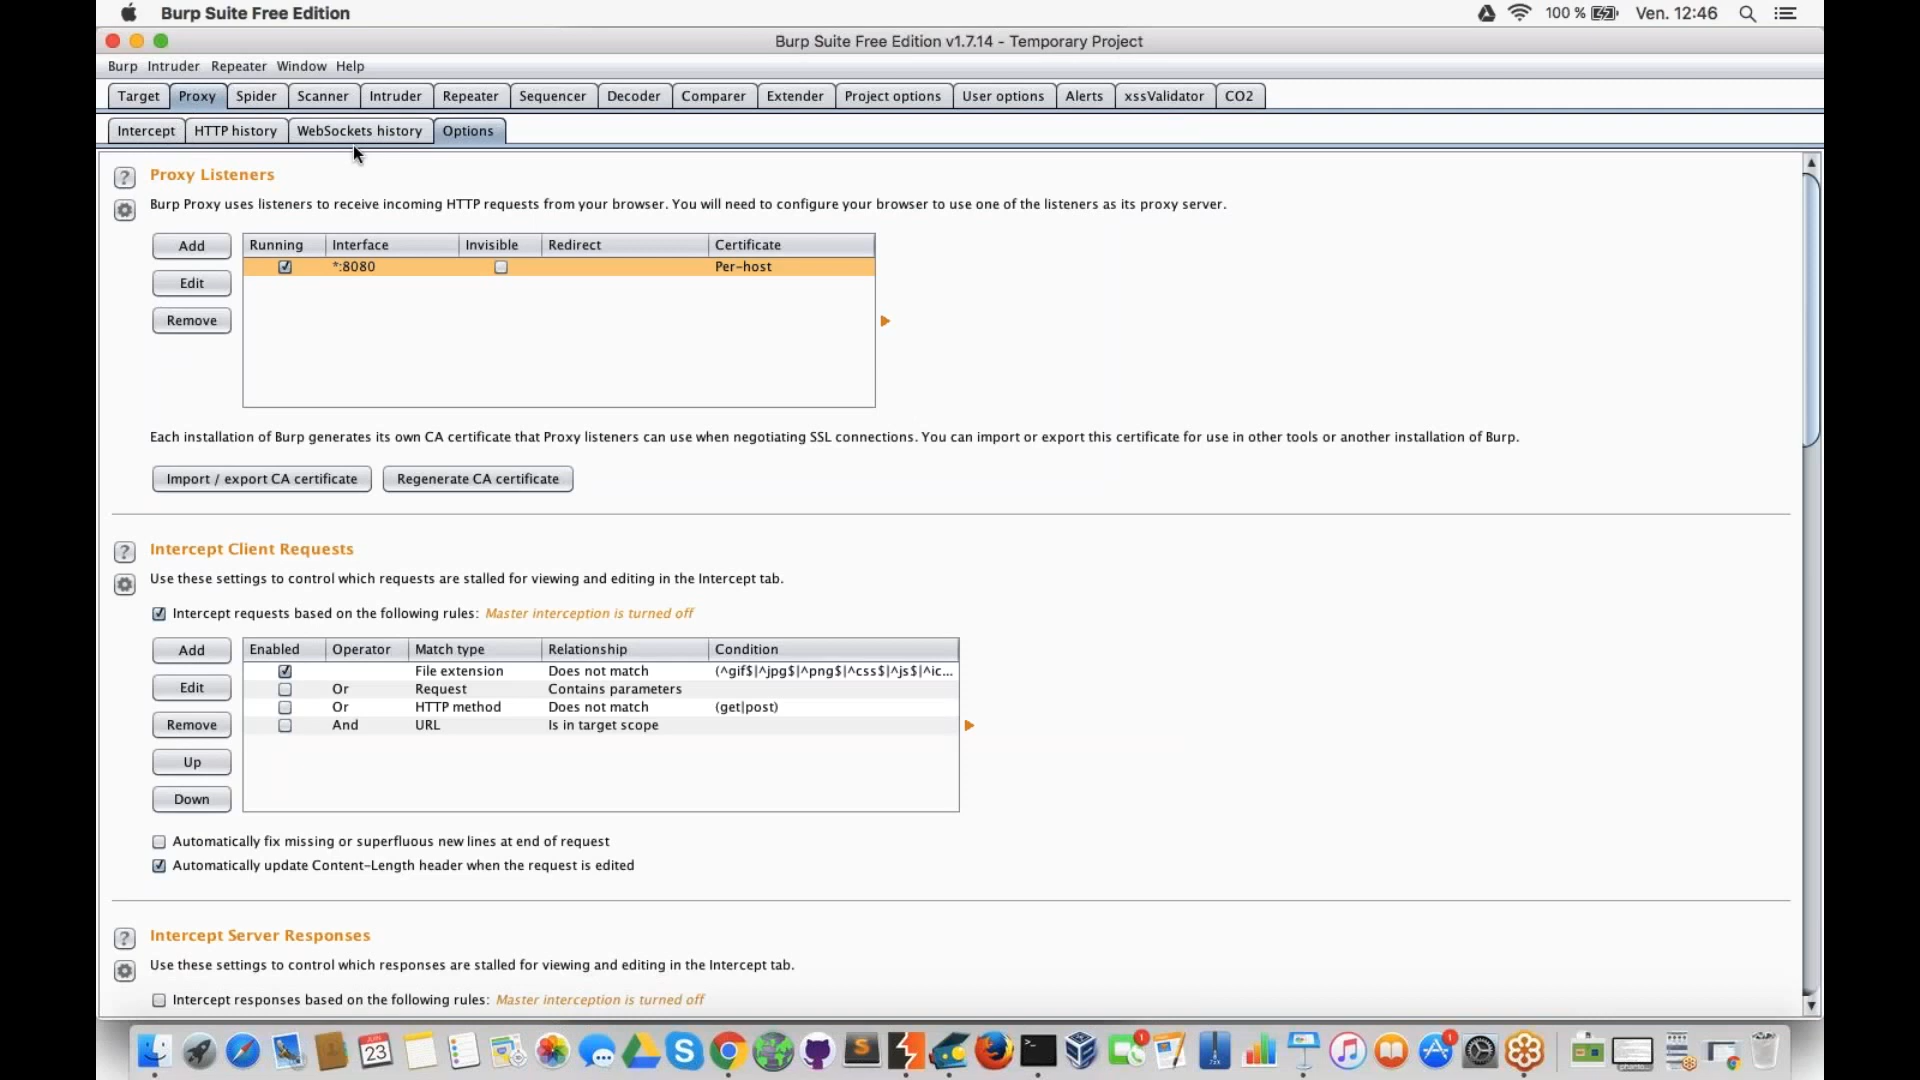 Burp Suite Free Edition
100 %
Ven. 12:46
Burp Suite Free Edition v1.7.14 - Temporary Project
Burp Intruder Repeater Window Help
Target Proxy Spider Scanner Intruder Repeater Sequencer Decoder Comparer Extender Project options User options Alerts xssValidator CO2
Intercept HTTP history WebSockets history Options
? Proxy Listeners
Burp Proxy uses listeners to receive incoming HTTP requests from your browser. You will need to configure your browser to use one of the listeners as its proxy server.
Add
Edit
Remove
Running Interface Invisible Redirect Certificate
*:8080 Per-host
Each installation of Burp generates its own CA certificate that Proxy listeners can use when negotiating SSL connections. You can import or export this certificate for use in other tools or another installation of Burp.
Import / export CA certificate Regenerate CA certificate
? Intercept Client Requests
Use these settings to control which requests are stalled for viewing and editing in the Intercept tab.
Intercept requests based on the following rules: Master interception is turned off
Add
Edit
Remove
Up
Down
Enabled Operator Match type Relationship Condition
File extension Does not match (^gif$|^jpg$|^png$|^css$|^js$|^ic...
Or Request Contains parameters
Or HTTP method Does not match (get|post)
And URL Is in target scope
Automatically fix missing or superfluous new lines at end of request
Automatically update Content-Length header when the request is edited
? Intercept Server Responses
Use these settings to control which responses are stalled for viewing and editing in the Intercept tab.
Intercept responses based on the following rules: Master interception is turned off
23
1
1